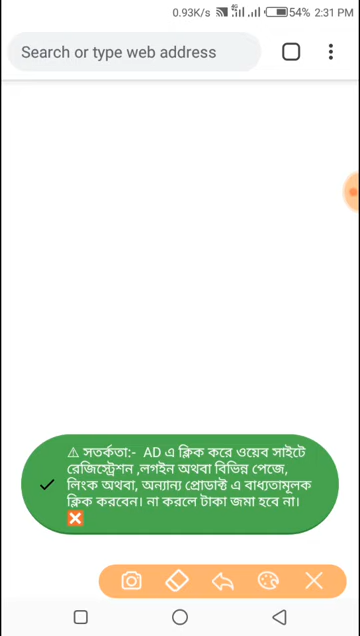 0.93K/s 4G 54% 2:31 PM
Search or type web address
⚠ সতর্কতা:- AD এ ক্লিক করে ওয়েব সাইটে
রেজিস্ট্রেশন ,লগইন অথবা বিভিন্ন পেজে,
লিংক অথবা, অন্যান্য প্রোডাক্ট এ বাধ্যতামূলক
ক্লিক করবেন। না করলে টাকা জমা হবে না।
❎